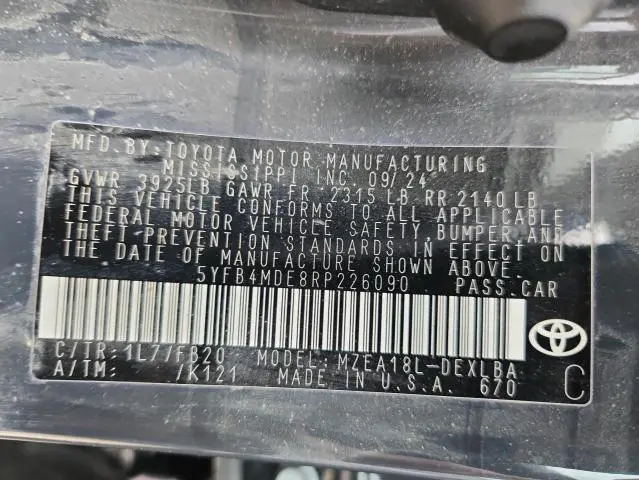 MFD. BY: TOYOTA MOTOR MANUFACTURING
MISSISSIPPI INC. 09/24
GVWR 3925LB GAWR FR 2315 LB RR 2140 LB
THIS VEHICLE CONFORMS TO ALL APPLICABLE
FEDERAL MOTOR VEHICLE SAFETY BUMPER, AND
THEFT PREVENTION STANDARDS IN EFFECT ON
THE DATE OF MANUFACTURE SHOWN ABOVE.
5YFB4MDE8RP226090 PASS. CAR
C/TR: 1L7/FB20 MODEL: MZEA18L-DEXLBA
A/TM: /K121 MADE IN U.S.A. 670
C